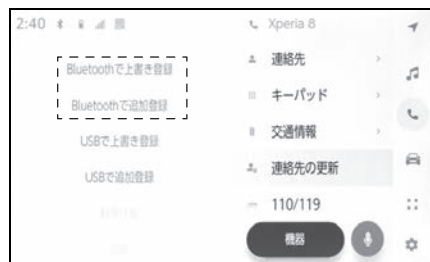 2:40
Bluetoothで上書き登録
Bluetoothで追加登録
USBで上書き登録
USBで追加登録
Xperia 8
連絡先
キーパッド
交通情報
連絡先の更新
110/119
機器